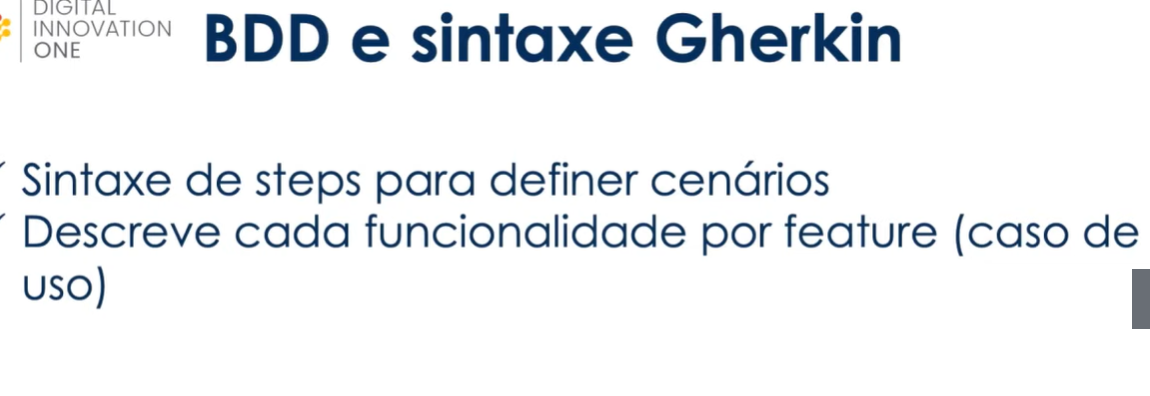 DIGITAL
INNOVATION
ONE
BDD e sintaxe Gherkin
Sintaxe de steps para definer cenários
Descreve cada funcionalidade por feature (caso de
uso)